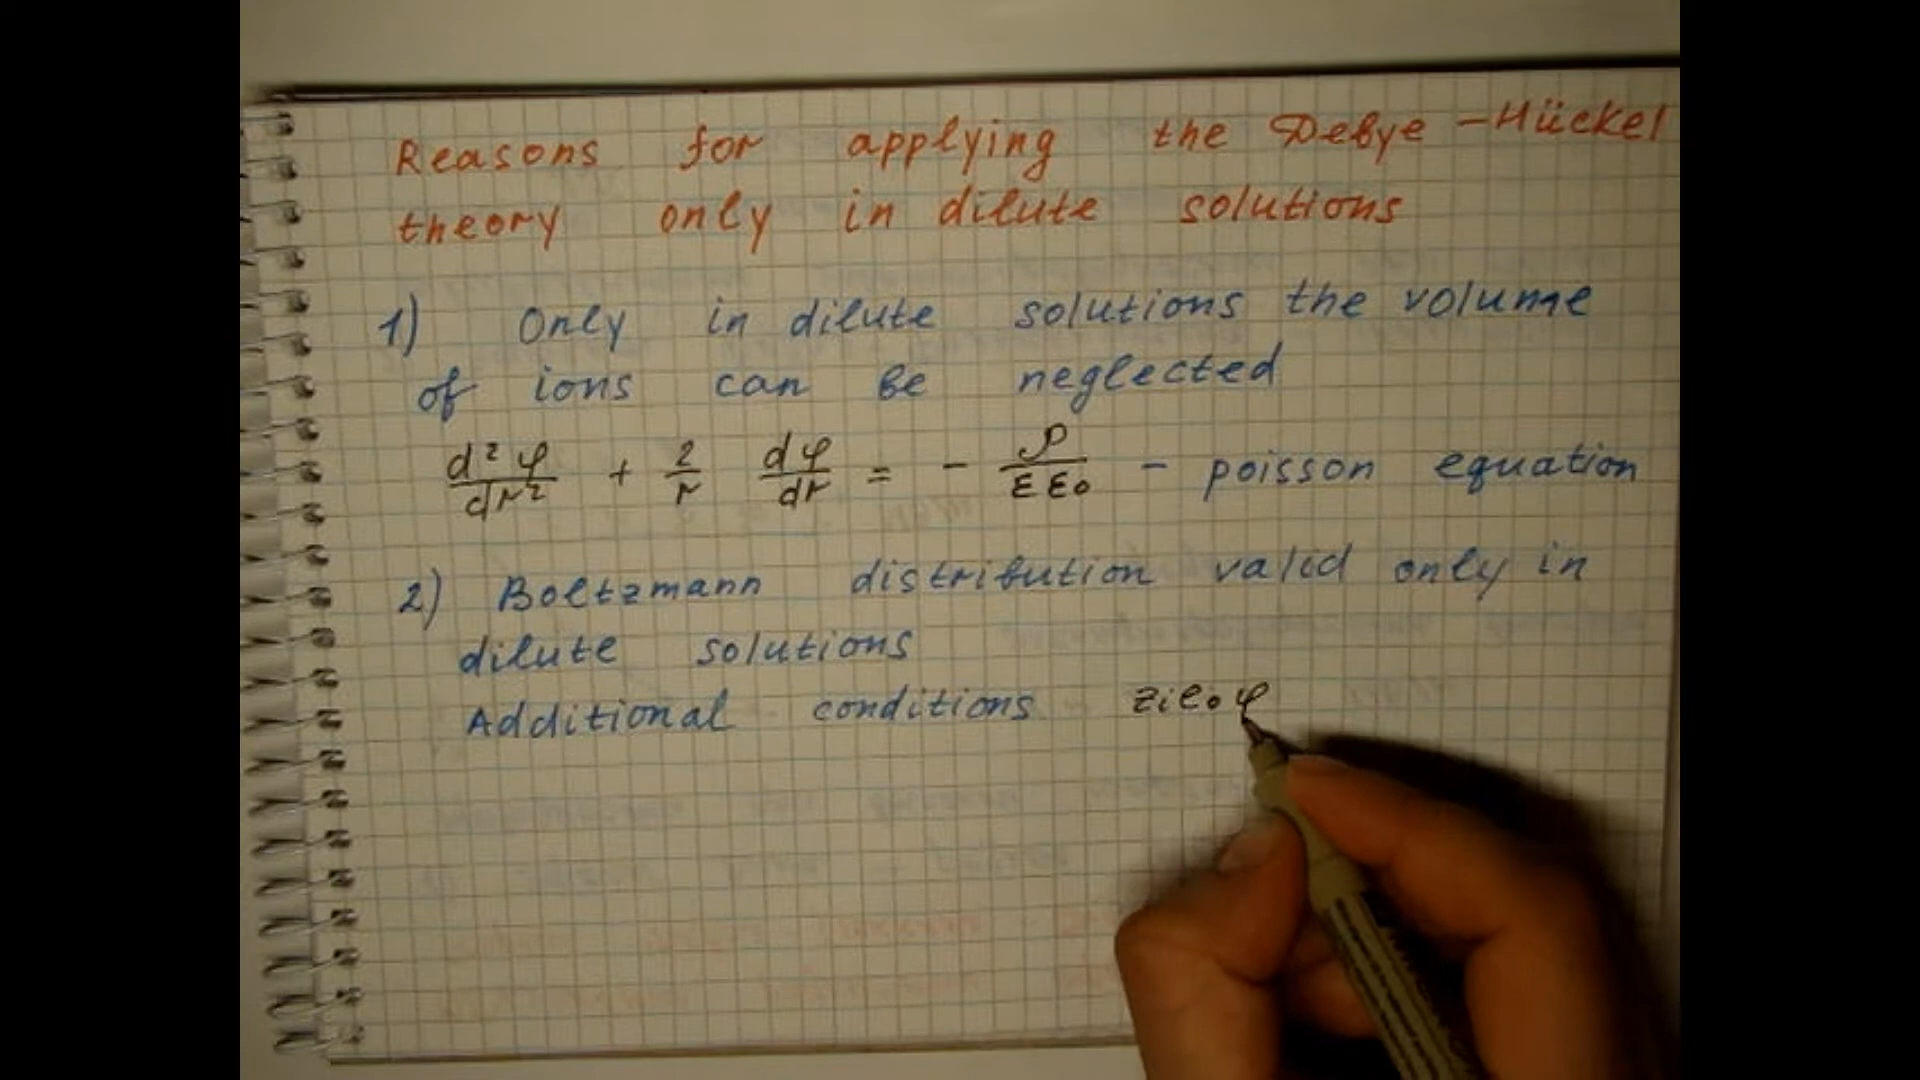 Reasons for applying the Debye-Hückel
theory only in dilute solutions
1) Only in dilute solutions the volume
of ions can be neglected
d²φ/dr² + 2/r dφ/dr = - ρ/εε₀ - poisson equation
2) Boltzmann distribution valid only in
dilute solutions
Additional conditions zᵢe₀φ